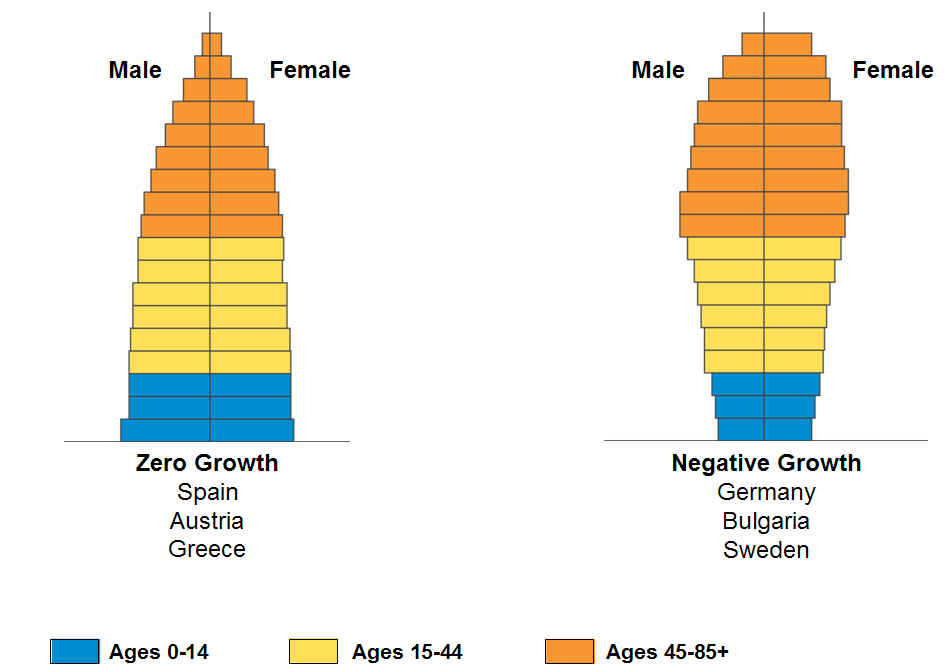 Male
Female
Zero Growth
Spain
Austria
Greece
Male
Female
Negative Growth
Germany
Bulgaria
Sweden
Ages 0-14
Ages 15-44
Ages 45-85+